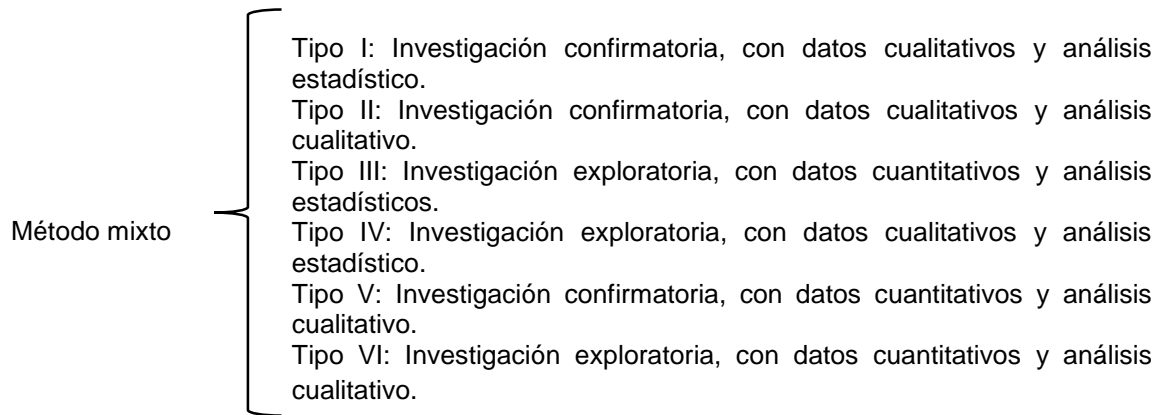 Tipo I: Investigación confirmatoria, con datos cualitativos y análisis
estadístico.
Tipo II: Investigación confirmatoria, con datos cualitativos y análisis
cualitativo.
Tipo III: Investigación exploratoria, con datos cuantitativos y análisis
estadísticos.
Método mixto
Tipo IV: Investigación exploratoria, con datos cualitativos y análisis
estadístico.
Tipo V: Investigación confirmatoria, con datos cuantitativos y análisis
cualitativo.
Tipo VI: Investigación exploratoria, con datos cuantitativos y análisis
cualitativo.